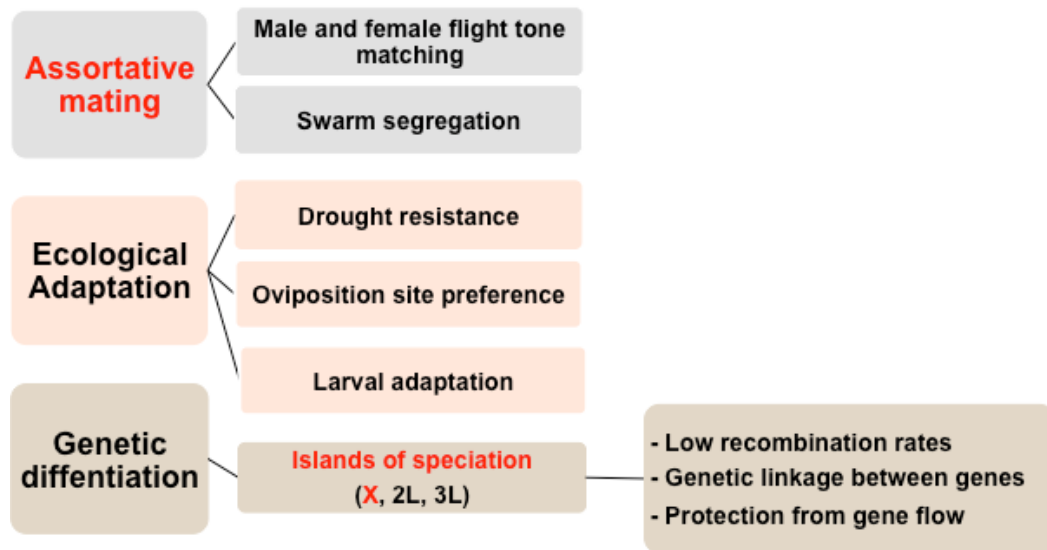 Assortative
mating
Male and female flight tone
matching
Swarm segregation
Ecological
Adaptation
Drought resistance
Oviposition site preference
Larval adaptation
Genetic
diffentiation
Islands of speciation
(X, 2L, 3L)
- Low recombination rates
- Genetic linkage between genes
- Protection from gene flow